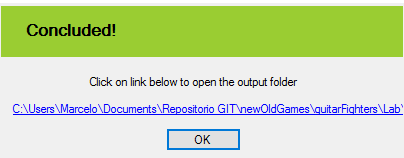 Concluded!
Click on link below to open the output folder
C:\Users\Marcelo\Documents\Repositorio GIT\newOldGames\guitarFighters\Lab\
OK